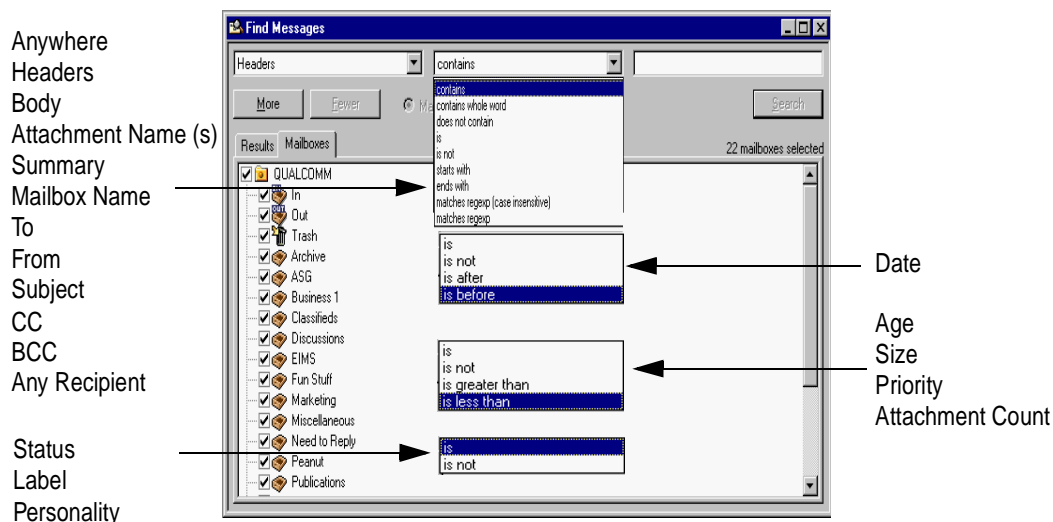 Anywhere
Headers
Body
Attachment Name (s)
Summary
Mailbox Name
To
From
Subject
CC
BCC
Any Recipient
Status
Label
Personality
Find Messages
Headers
contains
More
Fewer
Ma
Search
Results
Mailboxes
22 mailboxes selected
contains
contains whole word
does not contain
is
is not
starts with
ends with
matches regexp (case insensitive)
matches regexp
QUALCOMM
In
Out
Trash
Archive
ASG
Business 1
Classifieds
Discussions
EIMS
Fun Stuff
Marketing
Miscellaneous
Need to Reply
Peanut
Publications
is
is not
is after
is before
is
is not
is greater than
is less than
is
is not
Date
Age
Size
Priority
Attachment Count